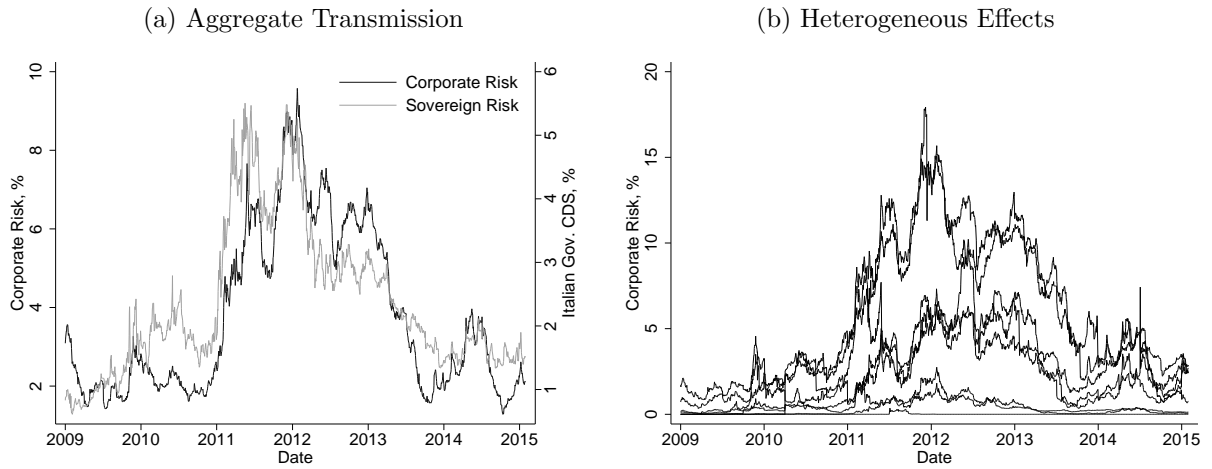 (a) Aggregate Transmission
Corporate Risk, %
10
8
6
4
2
Corporate Risk
Sovereign Risk
6
5
4
3
2
1
Italian Gov. CDS, %
2009 2010 2011 2012 2013 2014 2015
Date
(b) Heterogeneous Effects
Corporate Risk, %
20
15
10
5
0
2009 2010 2011 2012 2013 2014 2015
Date